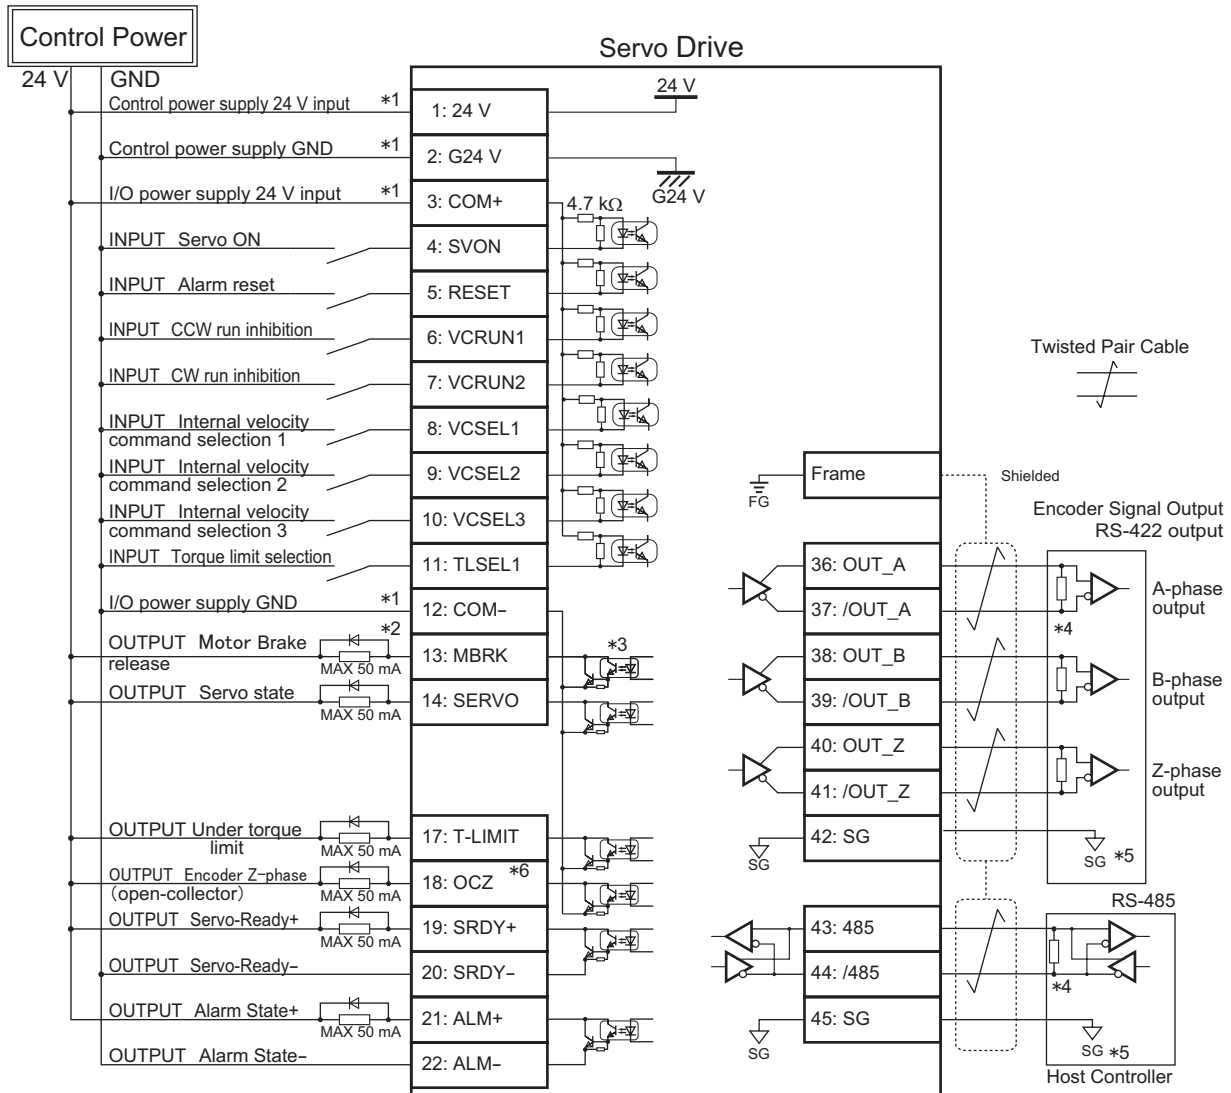 Control Power
Servo Drive
24 V
GND
24 V
Control power supply 24 V input *1
1: 24 V
Control power supply GND *1
2: G24 V
G24 V
I/O power supply 24 V input *1
3: COM+
4.7 kΩ
INPUT Servo ON
4: SVON
INPUT Alarm reset
5: RESET
INPUT CCW run inhibition
6: VCRUN1
INPUT CW run inhibition
7: VCRUN2
INPUT Internal velocity
command selection 1
8: VCSEL1
INPUT Internal velocity
command selection 2
9: VCSEL2
INPUT Internal velocity
command selection 3
10: VCSEL3
INPUT Torque limit selection
11: TLSEL1
I/O power supply GND *1
12: COM−
OUTPUT Motor Brake
release
*2
MAX 50 mA
13: MBRK
*3
OUTPUT Servo state
MAX 50 mA
14: SERVO
OUTPUT Under torque
limit
MAX 50 mA
17: T-LIMIT
OUTPUT Encoder Z-phase
(open-collector)
MAX 50 mA
18: OCZ *6
OUTPUT Servo-Ready+
MAX 50 mA
19: SRDY+
OUTPUT Servo-Ready−
20: SRDY−
OUTPUT Alarm State+
MAX 50 mA
21: ALM+
OUTPUT Alarm State−
22: ALM−
Twisted Pair Cable
Frame
FG
Shielded
Encoder Signal Output
RS-422 output
36: OUT_A
37: /OUT_A
*4
A-phase
output
38: OUT_B
39: /OUT_B
B-phase
output
40: OUT_Z
41: /OUT_Z
Z-phase
output
42: SG
SG
SG *5
RS-485
43: 485
44: /485
*4
45: SG
SG
SG *5
Host Controller